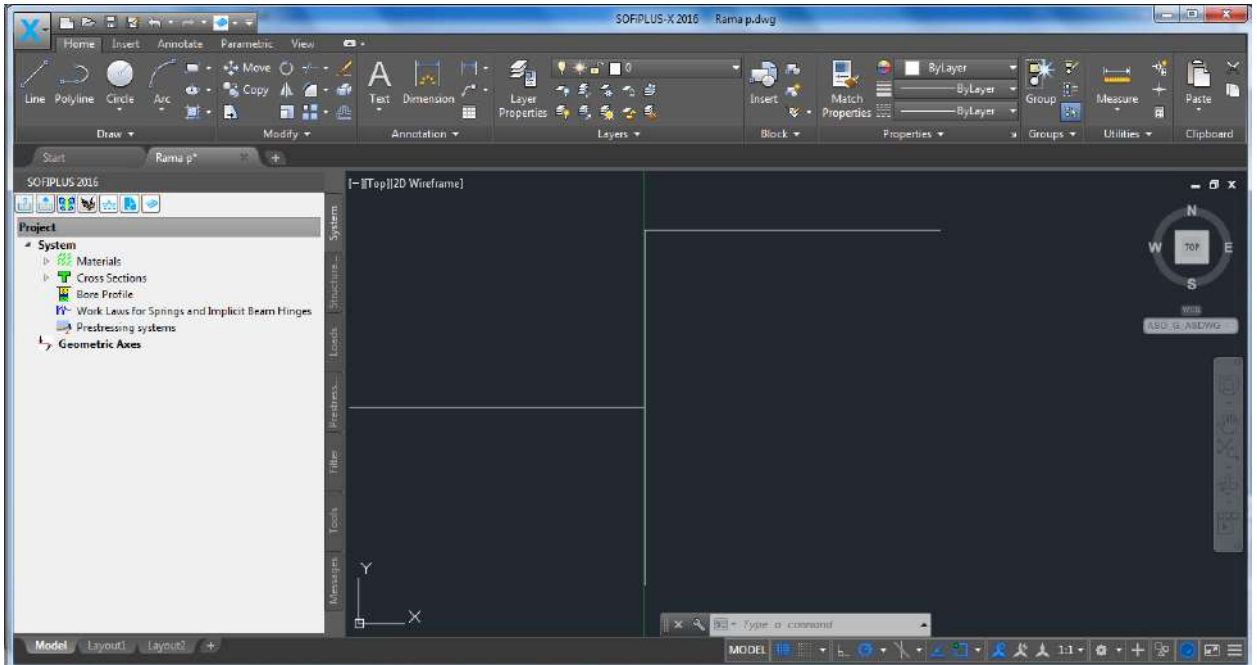 SOFiPLUS-X 2016 Rama p.dwg
Home Insert Annotate Parametric View
Line Polyline Circle Arc
Move
Copy
Text Dimension
Layer Properties
0
Insert
Match Properties
ByLayer
ByLayer
ByLayer
Group
Measure
Paste
Draw Modify Annotation Layers Block Properties Groups Utilities Clipboard
Start Rama p* +
SOFiPLUS 2016
Project
System
Materials
Cross Sections
Bore Profile
Work Laws for Springs and Implicit Beam Hinges
Prestressing systems
Geometric Axes
System
Structure...
Loads
Prestress...
Filter
Tools
Messages
[−][Top][2D Wireframe]
N
W TOP E
S
Y
X
Type a command
Model Layout1 Layout2 +
MODEL 1:1